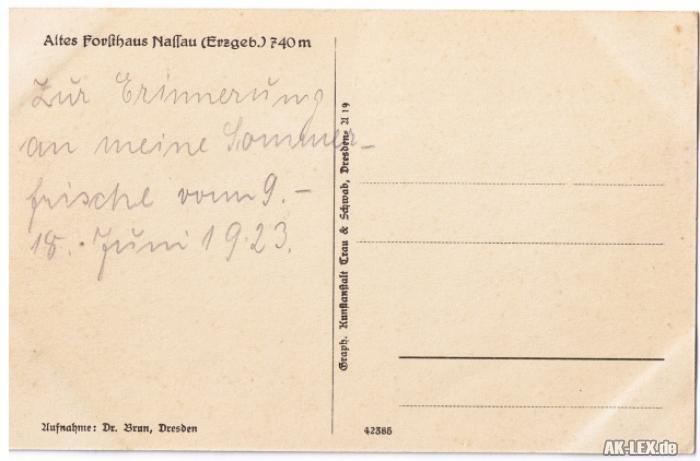 Altes Forsthaus Nassau (Erzgeb.) 740 m
Zur Erinnerung
an meine Sommer-
frische vom 9. –
18. Juni 1923.
Aufnahme: Dr. Brun, Dresden
Graph. Kunstanstalt Trau & Schwab, Dresden-A 19
42385
AK-LEX.de